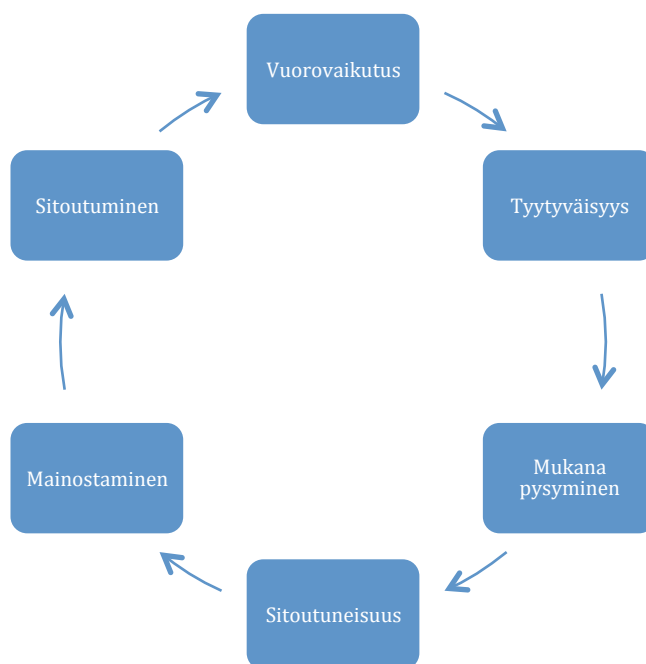 Vuorovaikutus
Tyytyväisyys
Mukana
pysyminen
Sitoutuneisuus
Mainostaminen
Sitoutuminen